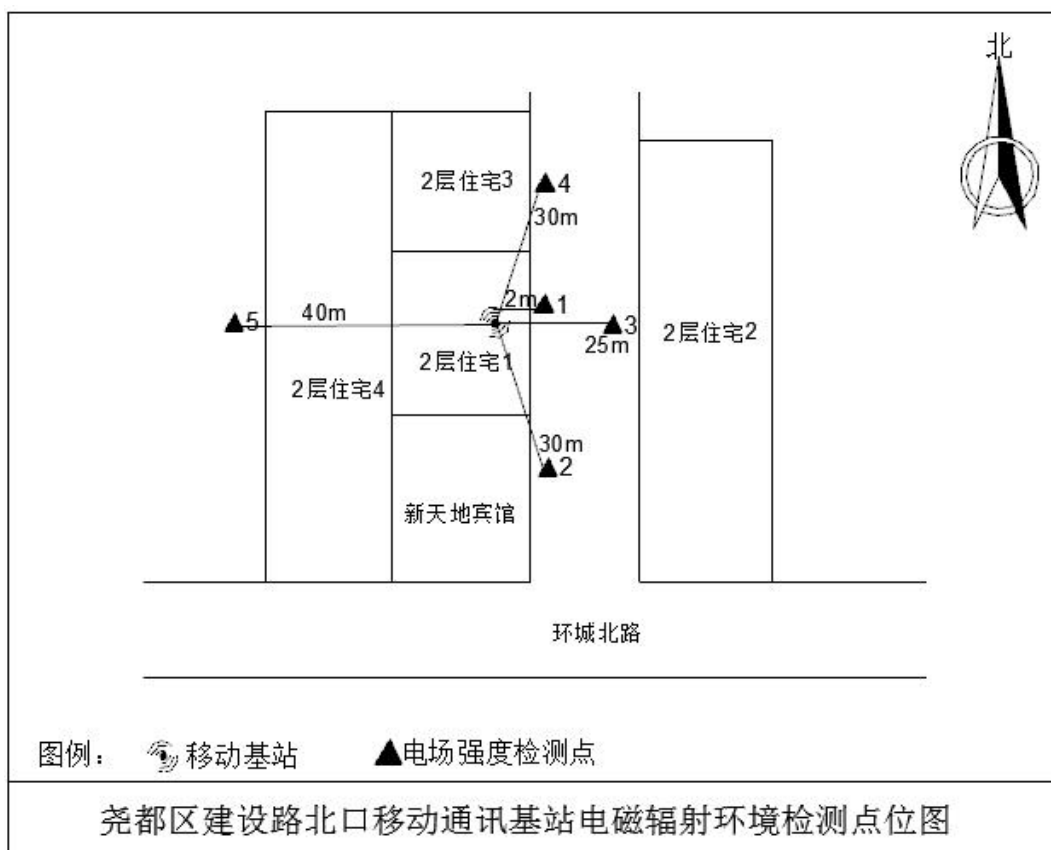 北
2层住宅3
4
30m
2m
1
40m
5
3
25m
2层住宅2
2层住宅1
2层住宅4
30m
2
新天地宾馆
环城北路
图例： 移动基站 ▲电场强度检测点
尧都区建设路北口移动通讯基站电磁辐射环境检测点位图